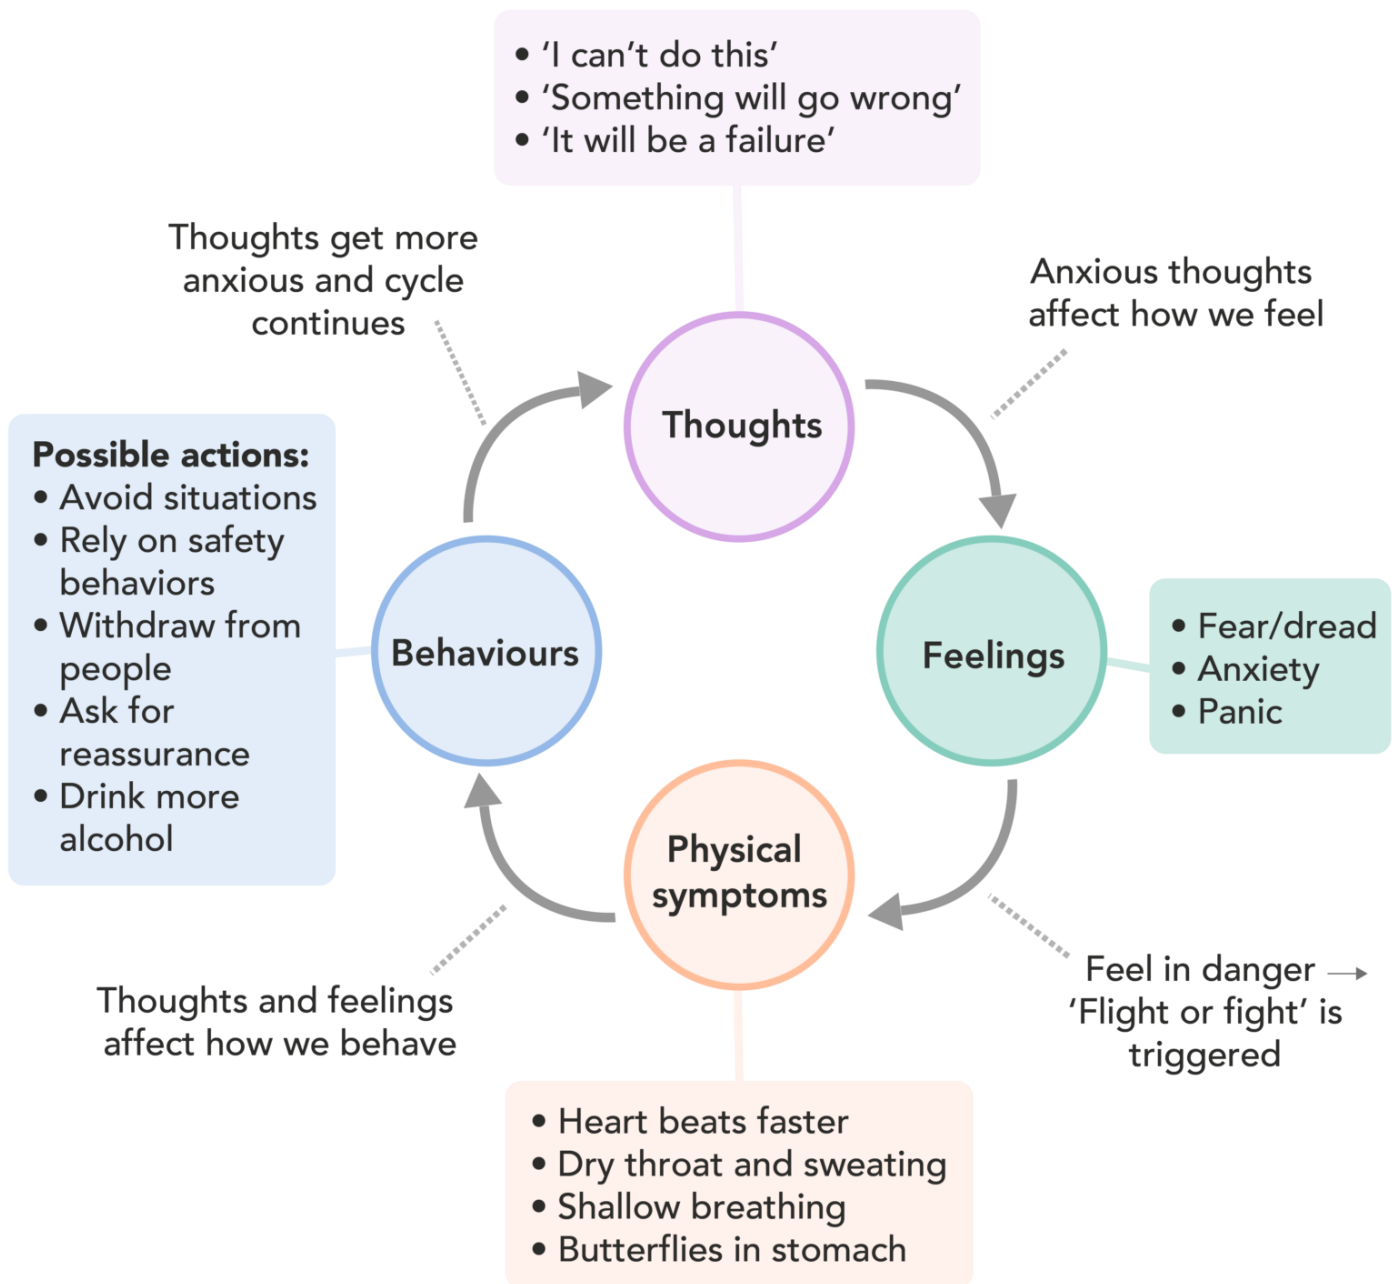 • ‘I can’t do this’
• ‘Something will go wrong’
• ‘It will be a failure’
Thoughts get more
anxious and cycle
continues
Anxious thoughts
affect how we feel
Thoughts
Possible actions:
• Avoid situations
• Rely on safety
behaviors
• Withdraw from
people
• Ask for
reassurance
• Drink more
alcohol
Behaviours
Feelings
• Fear/dread
• Anxiety
• Panic
Physical
symptoms
Thoughts and feelings
affect how we behave
Feel in danger →
‘Flight or fight’ is
triggered
• Heart beats faster
• Dry throat and sweating
• Shallow breathing
• Butterflies in stomach